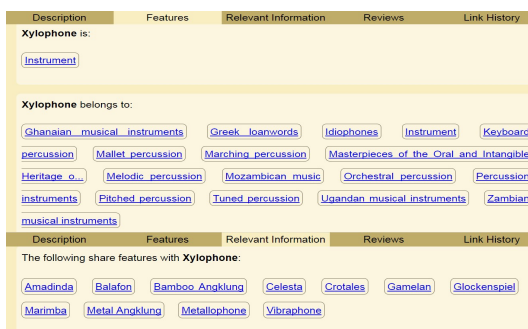 Description Features Relevant Information Reviews Link History
Xylophone is:
Instrument
Xylophone belongs to:
Ghanaian musical instruments Greek loanwords Idiophones Instrument Keyboard
percussion Mallet percussion Marching percussion Masterpieces of the Oral and Intangible
Heritage o... Melodic percussion Mozambican music Orchestral percussion Percussion
instruments Pitched percussion Tuned percussion Ugandan musical instruments Zambian
musical instruments
Description Features Relevant Information Reviews Link History
The following share features with Xylophone:
Amadinda Balafon Bamboo Angklung Celesta Crotales Gamelan Glockenspiel
Marimba Metal Angklung Metallophone Vibraphone